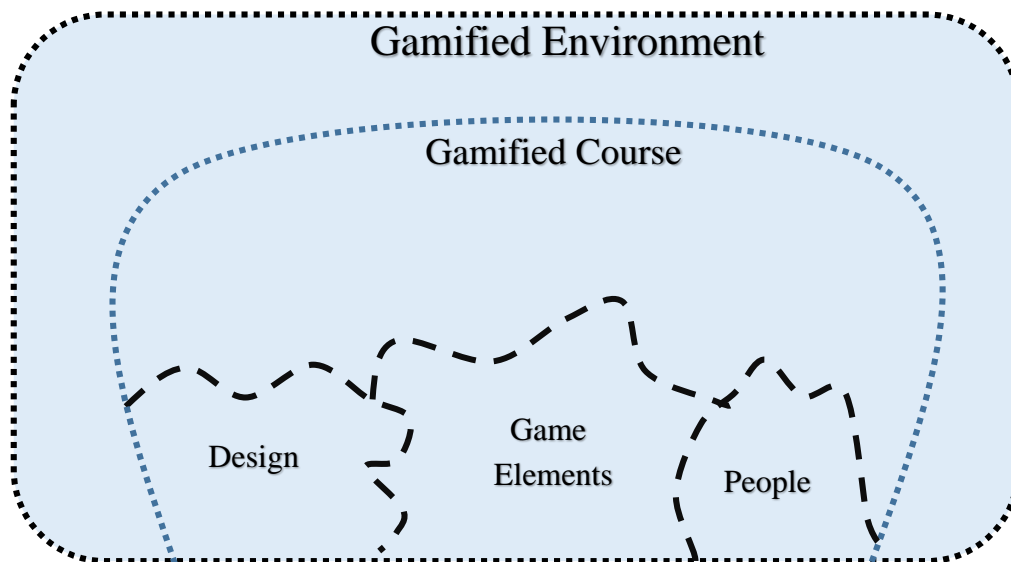 Gamified Environment
Gamified Course
Design
Game
Elements
People